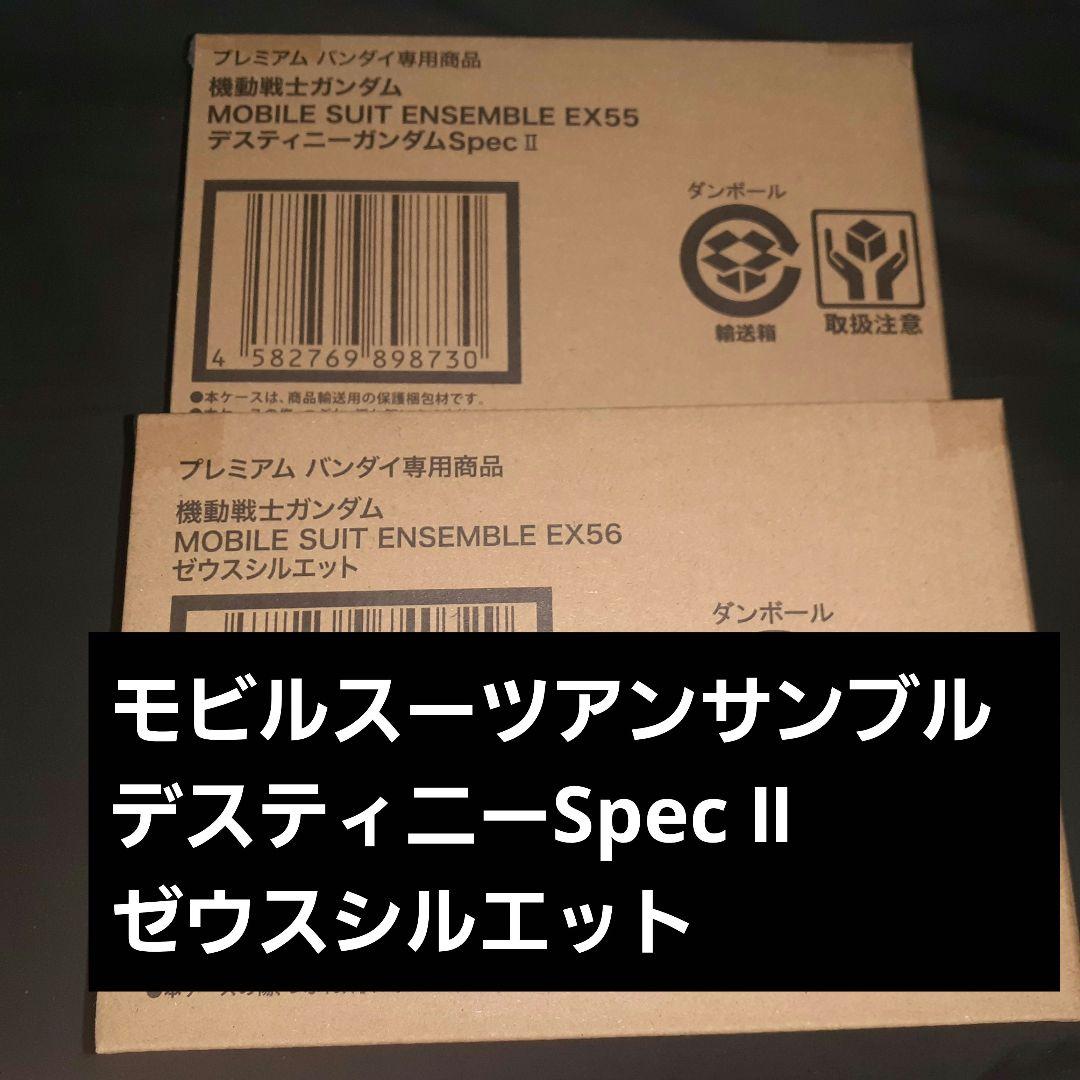 プレミアム バンダイ専用商品
機動戦士ガンダム
MOBILE SUIT ENSEMBLE EX55
デスティニーガンダムSpecⅡ
ダンボール
輸送箱
取扱注意
4 582769 898730
●本ケースは、商品輸送用の保護梱包材です。
プレミアム バンダイ専用商品
機動戦士ガンダム
MOBILE SUIT ENSEMBLE EX56
ゼウスシルエット
ダンボール
モビルスーツアンサンブル
デスティニーSpecⅡ
ゼウスシルエット